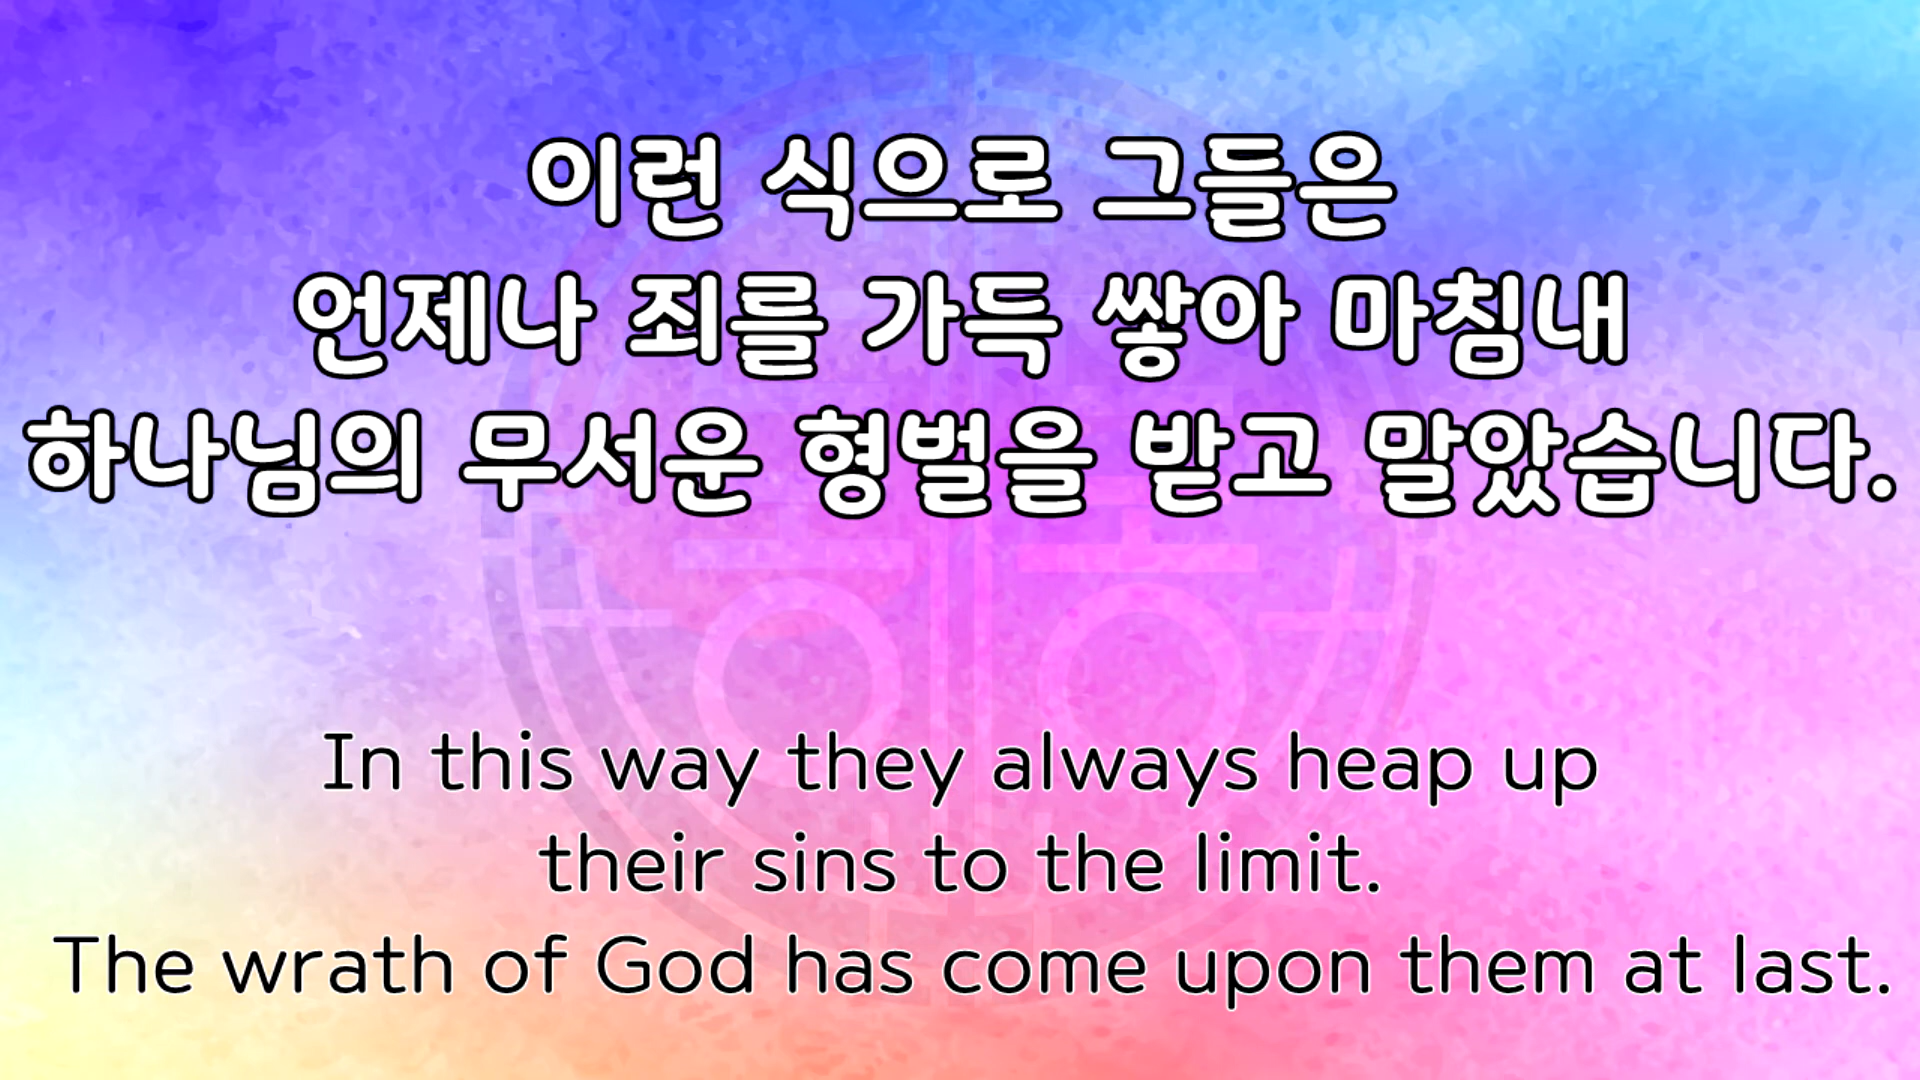 이런 식으로 그들은
언제나 죄를 가득 쌓아 마침내
하나님의 무서운 형벌을 받고 말았습니다.
In this way they always heap up
their sins to the limit.
The wrath of God has come upon them at last.